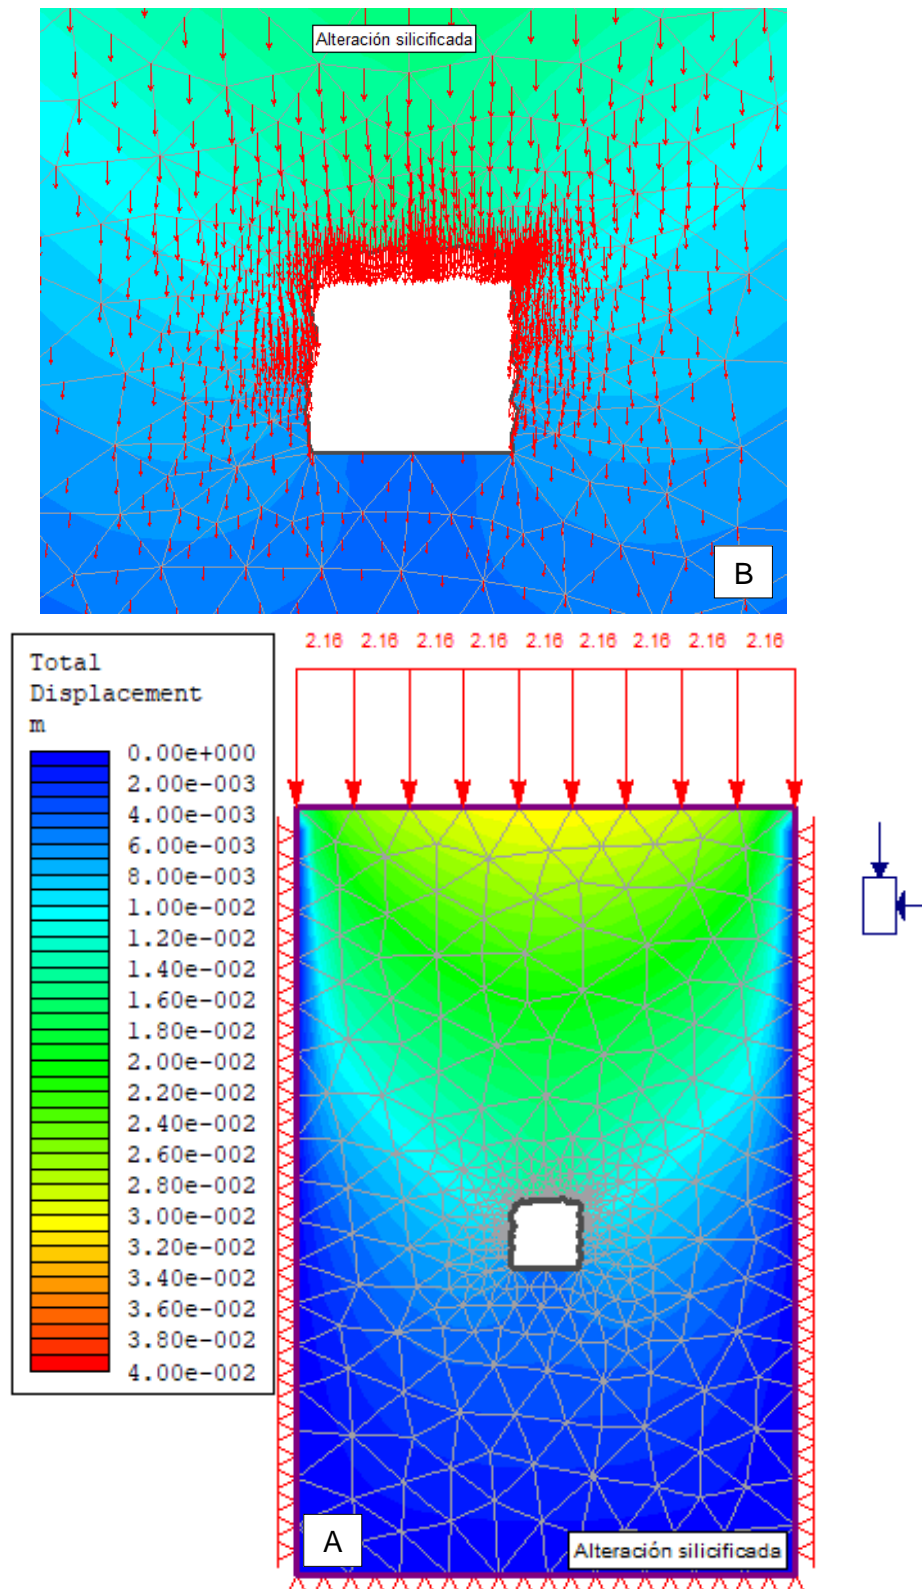 Alteración silicificada
B
2.16 2.16 2.16 2.16 2.16 2.16 2.16 2.16 2.16
Total
Displacement
m
0.00e+000
2.00e-003
4.00e-003
6.00e-003
8.00e-003
1.00e-002
1.20e-002
1.40e-002
1.60e-002
1.80e-002
2.00e-002
2.20e-002
2.40e-002
2.60e-002
2.80e-002
3.00e-002
3.20e-002
3.40e-002
3.60e-002
3.80e-002
4.00e-002
A
Alteración silicificada